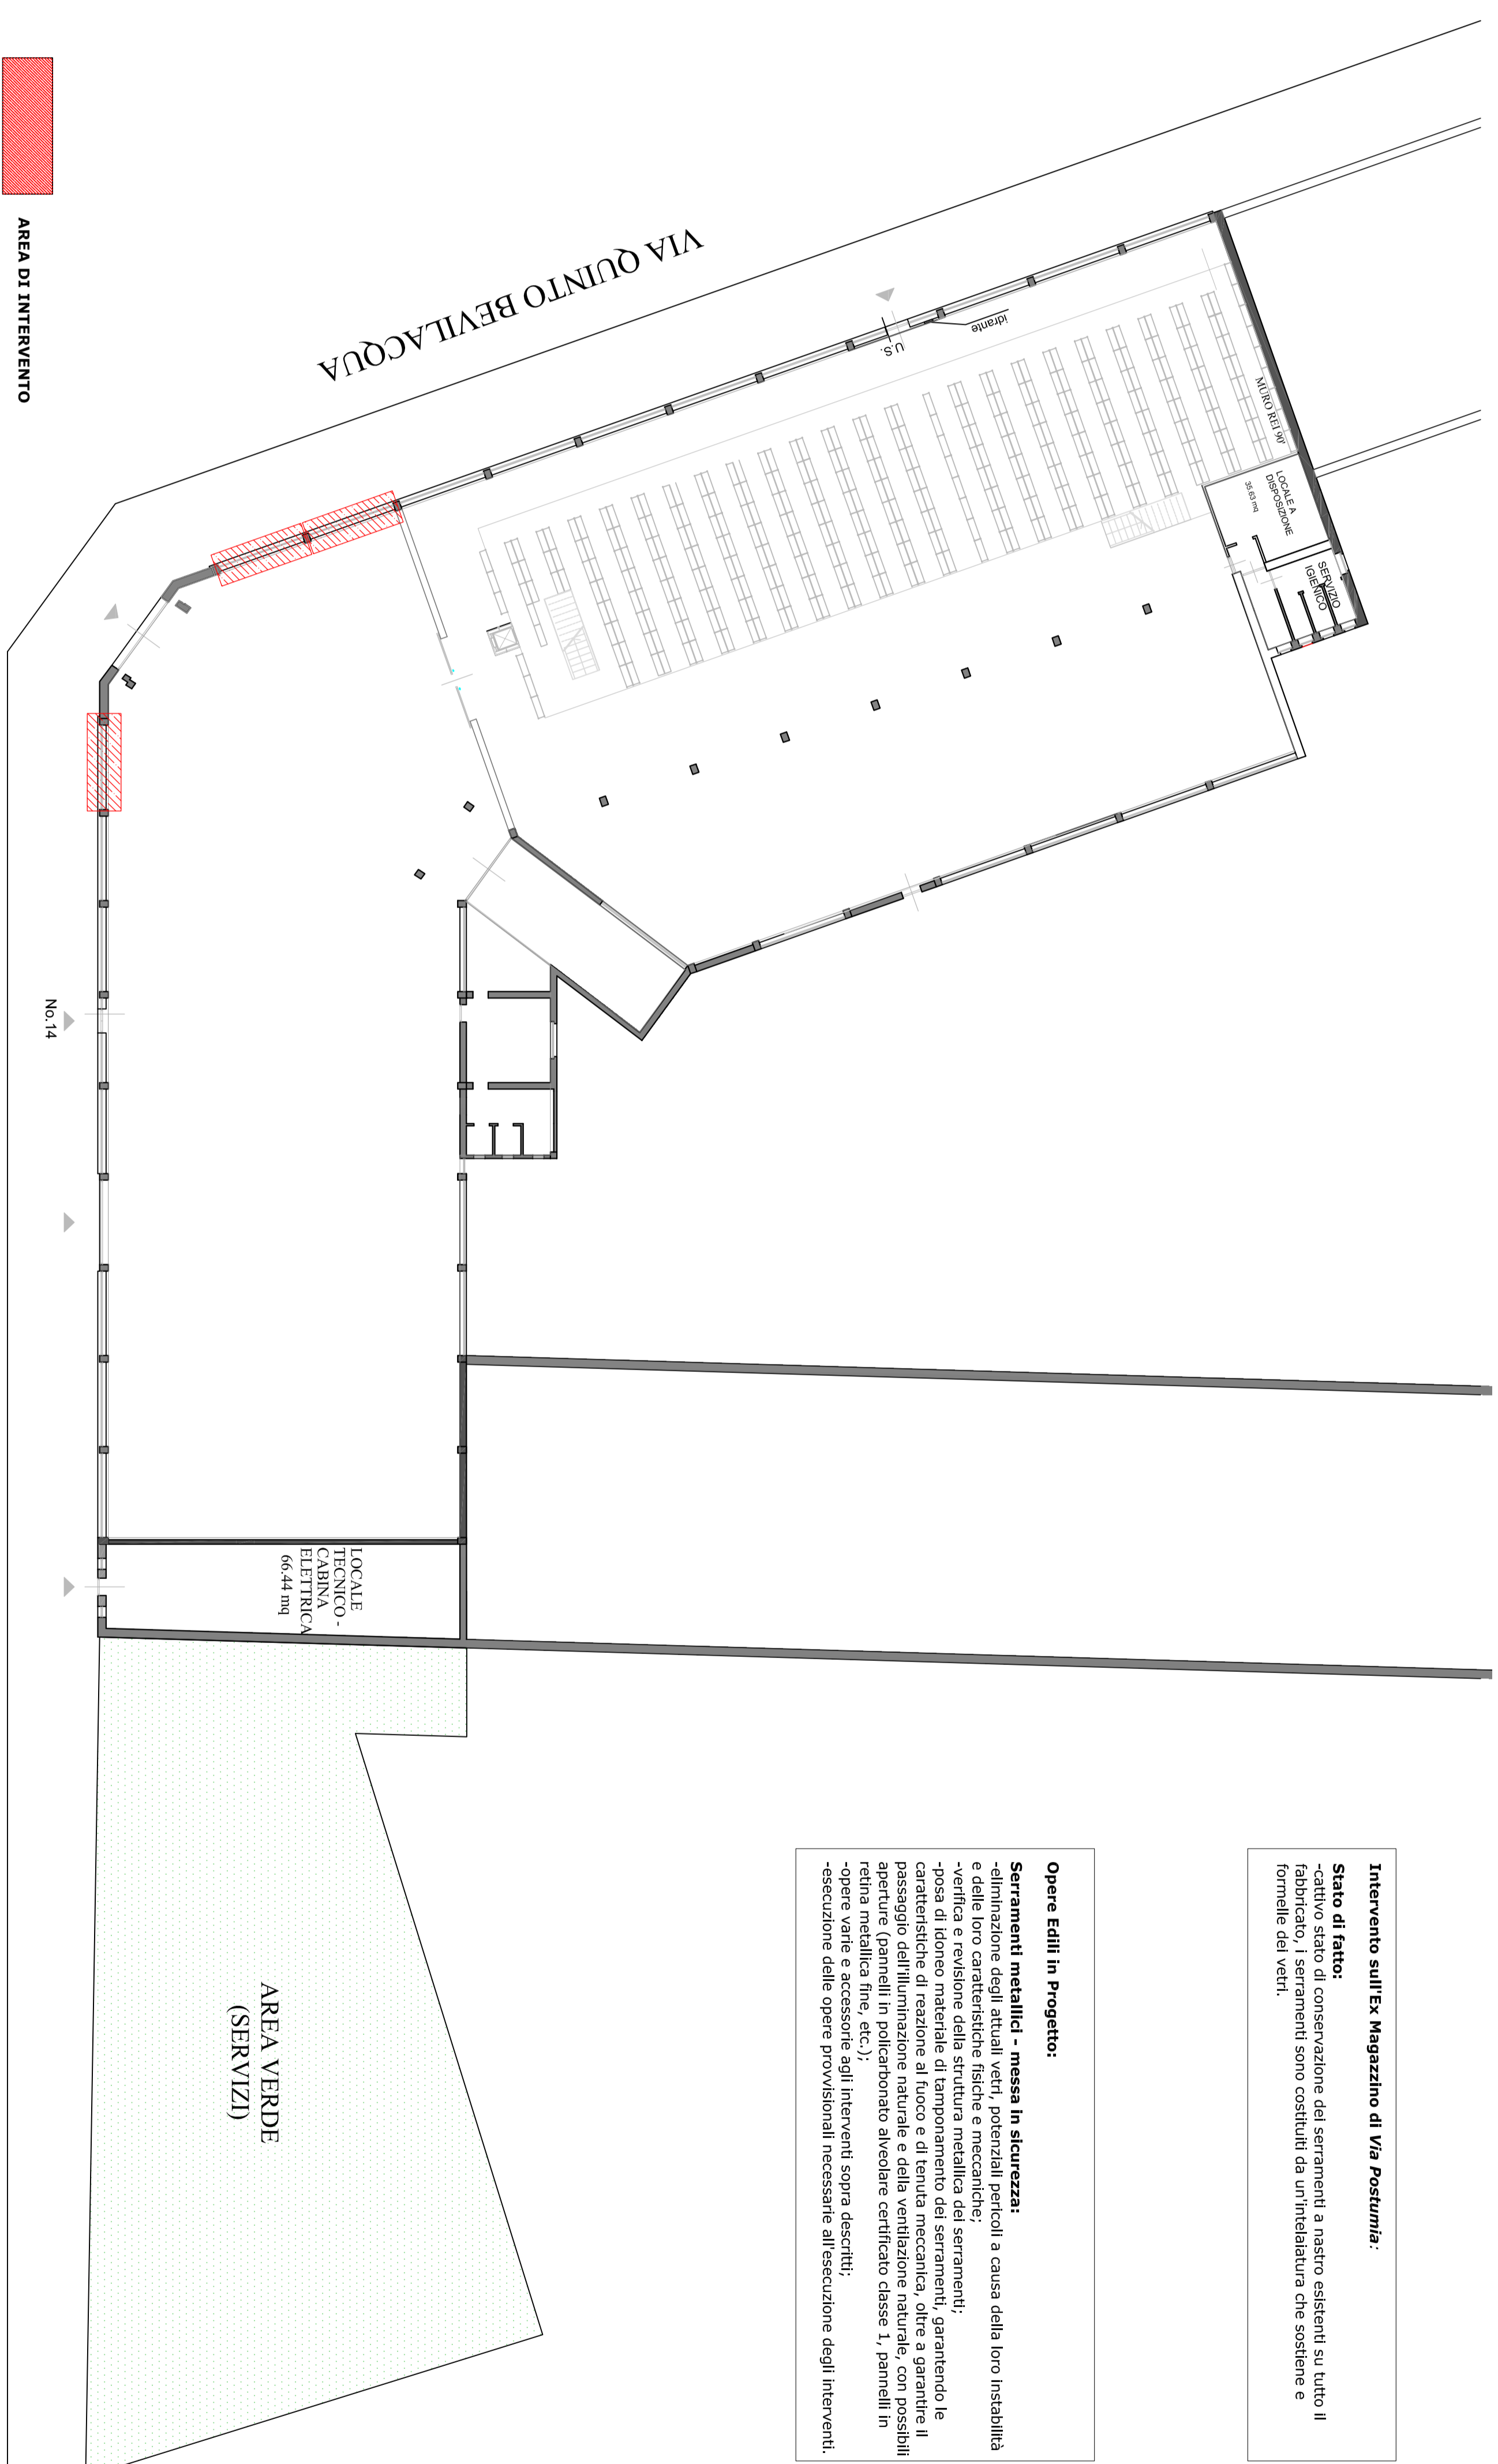 Intervento sull'Ex Magazzino di Via Postumia:
Stato di fatto:
-cattivo stato di conservazione dei serramenti a nastro esistenti su tutto il
fabbricato, i serramenti sono costituiti da un'intelaiatura che sostiene e
formelle dei vetri.
Opere Edili in Progetto:
Serramenti metallici – messa in sicurezza:
-eliminazione degli attuali vetri, potenziali pericoli a causa della loro instabilità
e delle loro caratteristiche fisiche e meccaniche;
-verifica e revisione della struttura metallica dei serramenti;
-posa di idoneo materiale di tamponamento dei serramenti, garantendo le
caratteristiche di reazione al fuoco e di tenuta meccanica, oltre a garantire il
passaggio dell'illuminazione naturale e della ventilazione naturale, con possibili
aperture (pannelli in policarbonato alveolare certificato classe 1, pannelli in
retina metallica fine, etc.);
-opere varie e accessorie agli interventi sopra descritti;
-esecuzione delle opere provvisionali necessarie all'esecuzione degli interventi.
MURO REI 90'
LOCALE A
DISPOSIZIONE
35.63 mq
SERVIZIO
IGIENICO
idrante
U.S.
VIA QUINTO BEVILACQUA
LOCALE
TECNICO -
CABINA
ELETTRICA
66.44 mq
AREA VERDE
(SERVIZI)
No.14
AREA DI INTERVENTO